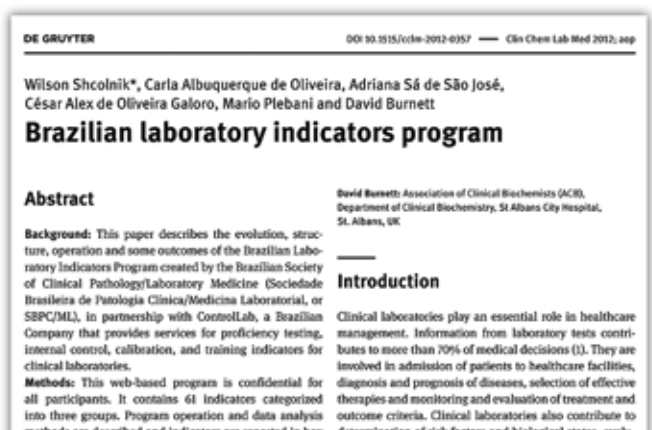 DE GRUYTER
DOI 10.1515/cclm-2012-0357 — Clin Chem Lab Med 2012; aop
Wilson Shcolnik*, Carla Albuquerque de Oliveira, Adriana Sá de São José,
César Alex de Oliveira Galoro, Mario Plebani and David Burnett
Brazilian laboratory indicators program
Abstract
Background: This paper describes the evolution, struc-
ture, operation and some outcomes of the Brazilian Labo-
ratory Indicators Program created by the Brazilian Society
of Clinical Pathology/Laboratory Medicine (Sociedade
Brasileira de Patologia Clínica/Medicina Laboratorial, or
SBPC/ML), in partnership with ControlLab, a Brazilian
Company that provides services for proficiency testing,
internal control, calibration, and training indicators for
clinical laboratories.
Methods: This web-based program is confidential for
all participants. It contains 61 indicators categorized
into three groups. Program operation and data analysis
methods are described and indicators are reported in
David Burnett: Association of Clinical Biochemists (ACB),
Department of Clinical Biochemistry, St Albans City Hospital,
St. Albans, UK
Introduction
Clinical laboratories play an essential role in healthcare
management. Information from laboratory tests contri-
butes to more than 70% of medical decisions (1). They are
involved in admission of patients to healthcare facilities,
diagnosis and prognosis of diseases, selection of effective
therapies and monitoring and evaluation of treatment and
outcome criteria. Clinical laboratories also contribute to